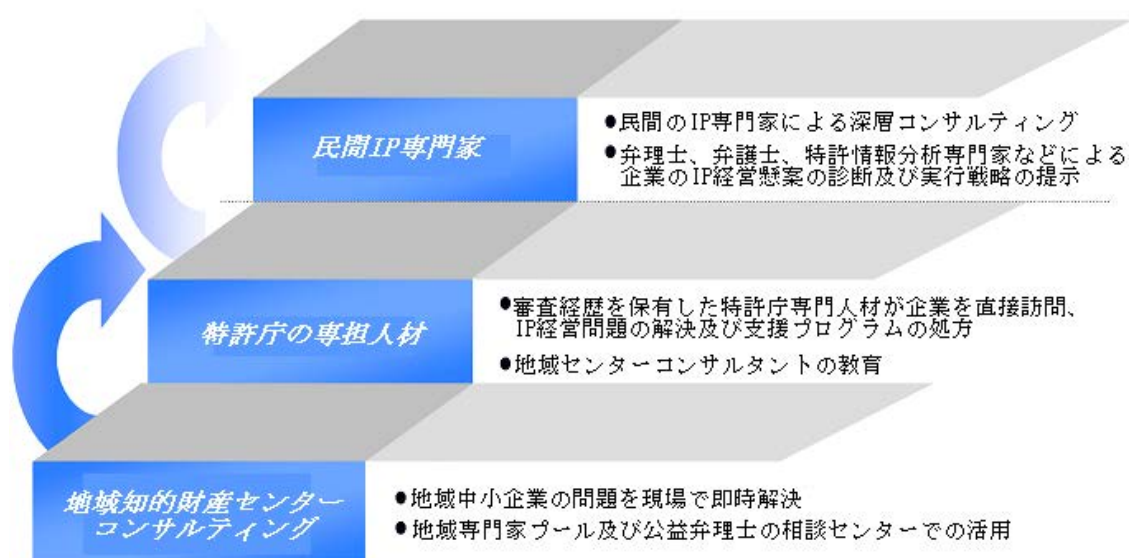 民間IP専門家
●民間のIP専門家による深層コンサルティング
●弁理士、弁護士、特許情報分析専門家などによる
企業のIP経営懸案の診断及び実行戦略の提示
特許庁の専担人材
●審査経歴を保有した特許庁専門人材が企業を直接訪問、
IP経営問題の解決及び支援プログラムの処方
●地域センターコンサルタントの教育
地域知的財産センター
コンサルティング
●地域中小企業の問題を現場で即時解決
●地域専門家プール及び公益弁理士の相談センターでの活用